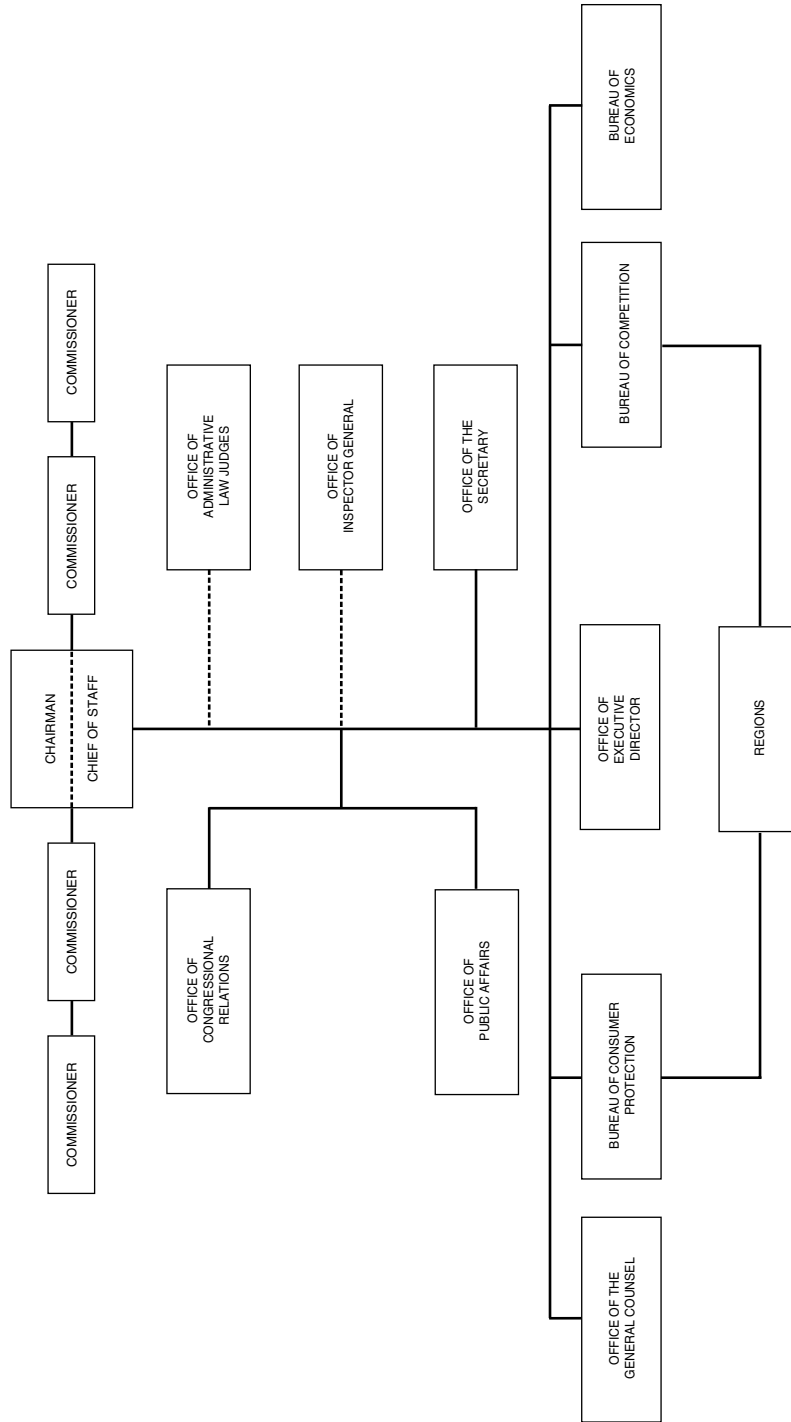 COMMISSIONER
COMMISSIONER
CHAIRMAN
CHIEF OF STAFF
COMMISSIONER
COMMISSIONER
OFFICE OF
CONGRESSIONAL
RELATIONS
OFFICE OF
ADMINISTRATIVE
LAW JUDGES
OFFICE OF
INSPECTOR GENERAL
OFFICE OF
PUBLIC AFFAIRS
OFFICE OF THE
SECRETARY
OFFICE OF THE
GENERAL COUNSEL
BUREAU OF CONSUMER
PROTECTION
OFFICE OF
EXECUTIVE
DIRECTOR
BUREAU OF COMPETITION
BUREAU OF
ECONOMICS
REGIONS